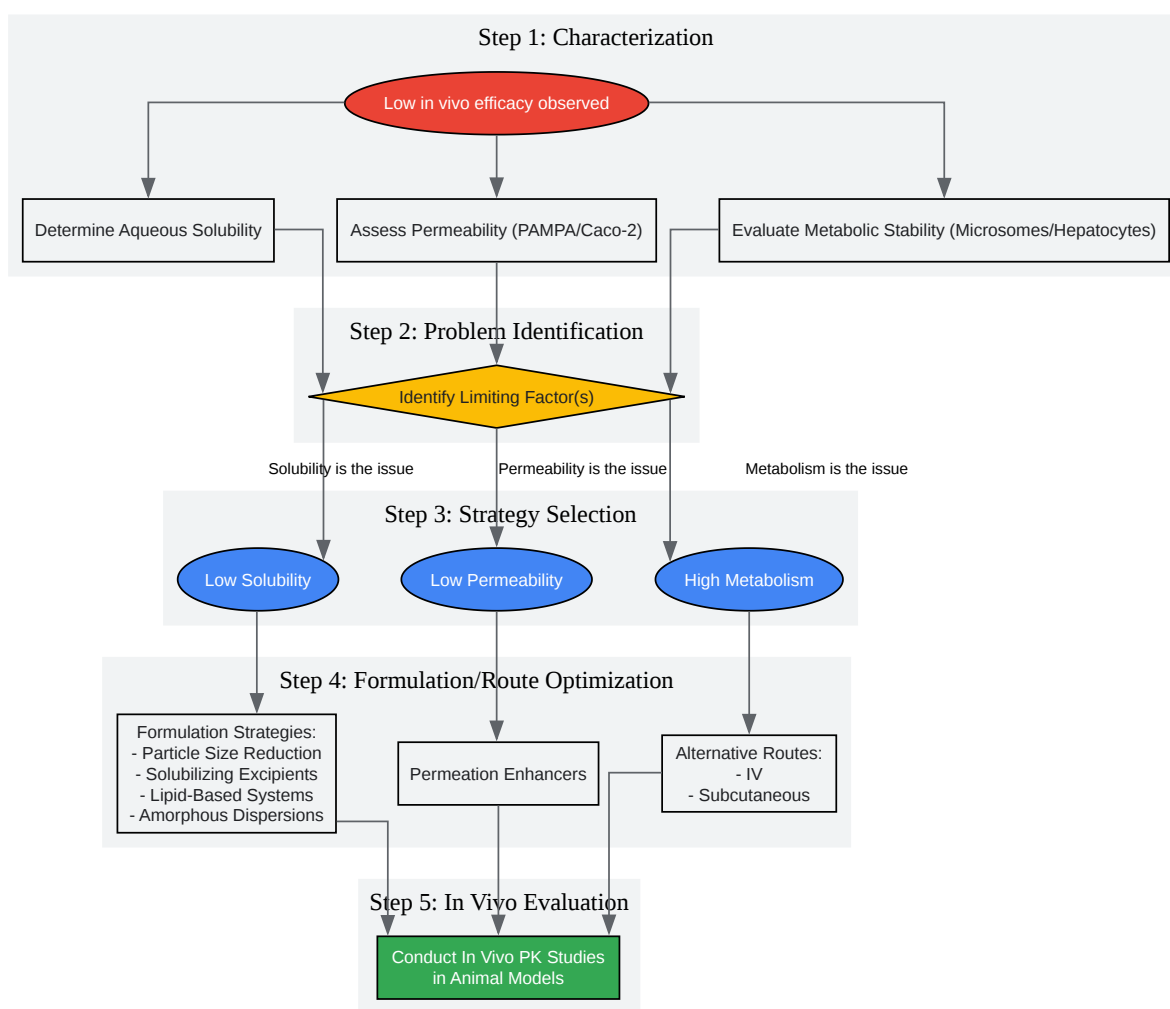 Step 1: Characterization
Low in vivo efficacy observed
Determine Aqueous Solubility
Assess Permeability (PAMPA/Caco-2)
Evaluate Metabolic Stability (Microsomes/Hepatocytes)
Step 2: Problem Identification
Identify Limiting Factor(s)
Solubility is the issue
Permeability is the issue
Metabolism is the issue
Step 3: Strategy Selection
Low Solubility
Low Permeability
High Metabolism
Step 4: Formulation/Route Optimization
Formulation Strategies:
- Particle Size Reduction
- Solubilizing Excipients
- Lipid-Based Systems
- Amorphous Dispersions
Permeation Enhancers
Alternative Routes:
- IV
- Subcutaneous
Step 5: In Vivo Evaluation
Conduct In Vivo PK Studies
in Animal Models